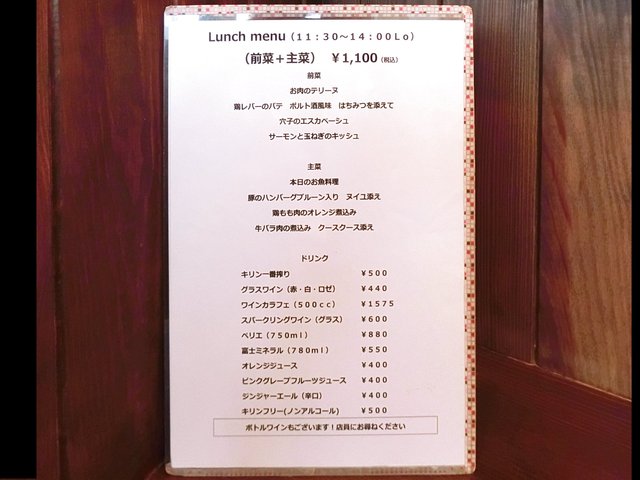 Lunch menu（１１：３０～１４：００Ｌｏ）
（前菜＋主菜）　￥1,100（税込）
前菜
お肉のテリーヌ
鶏レバーのパテ　ポルト酒風味　はちみつを添えて
穴子のエスカベーシュ
サーモンと玉ねぎのキッシュ
主菜
本日のお魚料理
豚のハンバーグプルーン入り　ヌイユ添え
鶏もも肉のオレンジ煮込み
牛バラ肉の煮込み　クースクース添え
ドリンク
キリン一番搾り　￥５００
グラスワイン（赤・白・ロゼ）　￥４４０
ワインカラフェ（５００ｃｃ）　￥１５７５
スパークリングワイン（グラス）　￥６００
ペリエ（７５０ｍｌ）　￥８８０
富士ミネラル（７８０ｍｌ）　￥５５０
オレンジジュース　￥４００
ピンクグレープフルーツジュース　￥４００
ジンジャーエール（辛口）　￥４００
キリンフリー(ノンアルコール)　￥５００
ボトルワインもございます！店員にお尋ねください